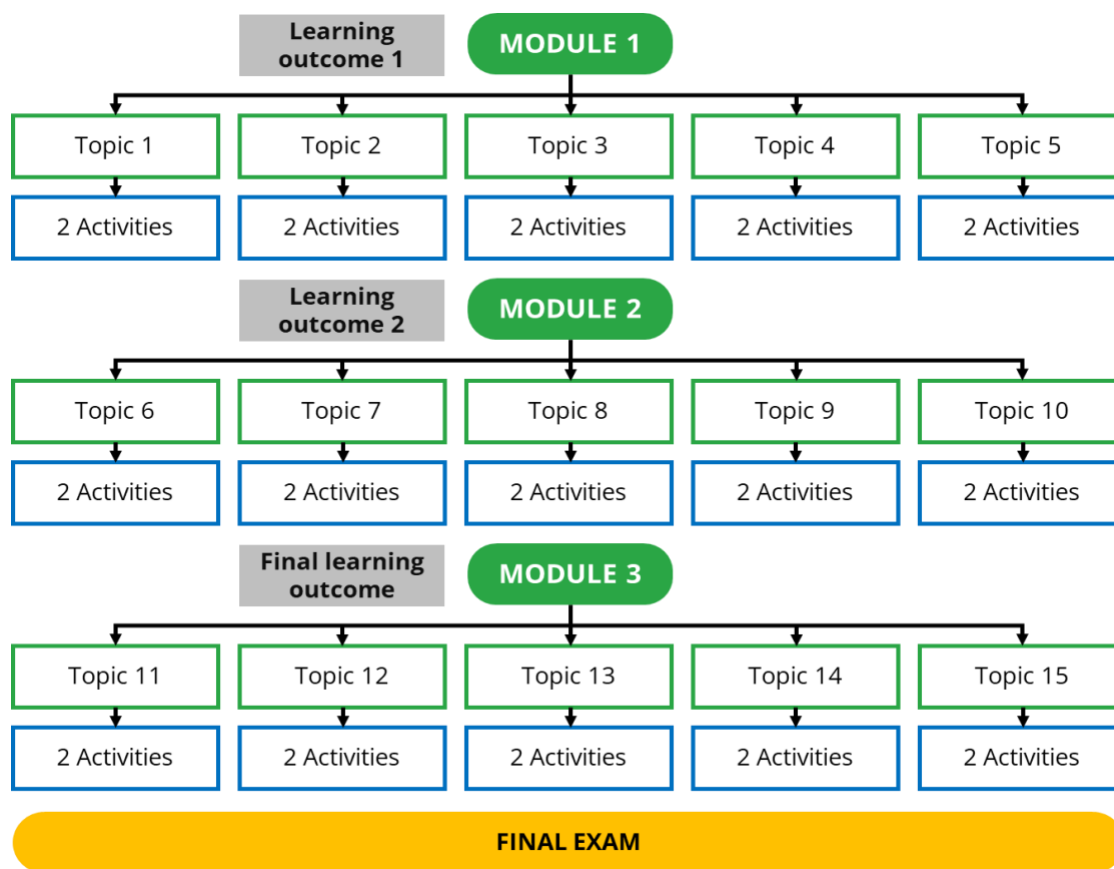 Learning
outcome 1
MODULE 1
Topic 1
Topic 2
Topic 3
Topic 4
Topic 5
2 Activities
2 Activities
2 Activities
2 Activities
2 Activities
Learning
outcome 2
MODULE 2
Topic 6
Topic 7
Topic 8
Topic 9
Topic 10
2 Activities
2 Activities
2 Activities
2 Activities
2 Activities
Final learning
outcome
MODULE 3
Topic 11
Topic 12
Topic 13
Topic 14
Topic 15
2 Activities
2 Activities
2 Activities
2 Activities
2 Activities
FINAL EXAM